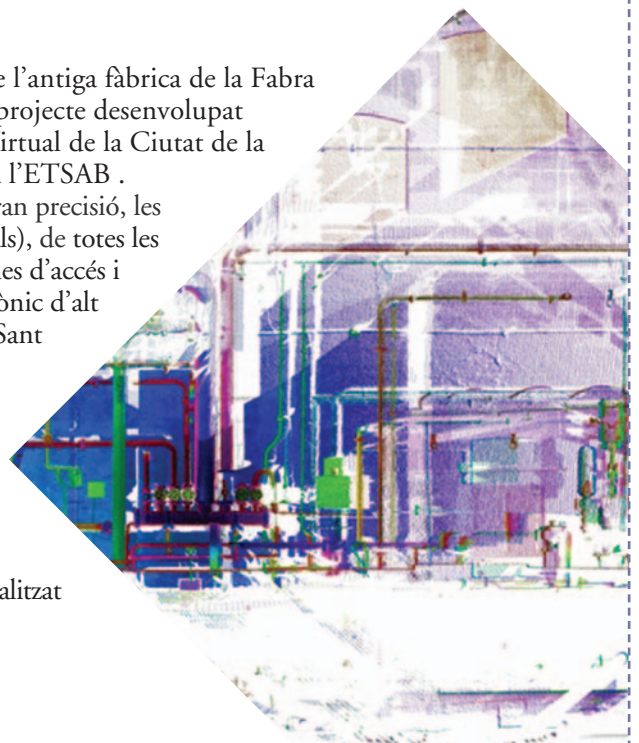 e l’antiga fàbrica de la Fabra
projecte desenvolupat
irtual de la Ciutat de la
l’ETSAB .
ran precisió, les
ls), de totes les
es d’accés i
ònic d’alt
Sant
alitzat